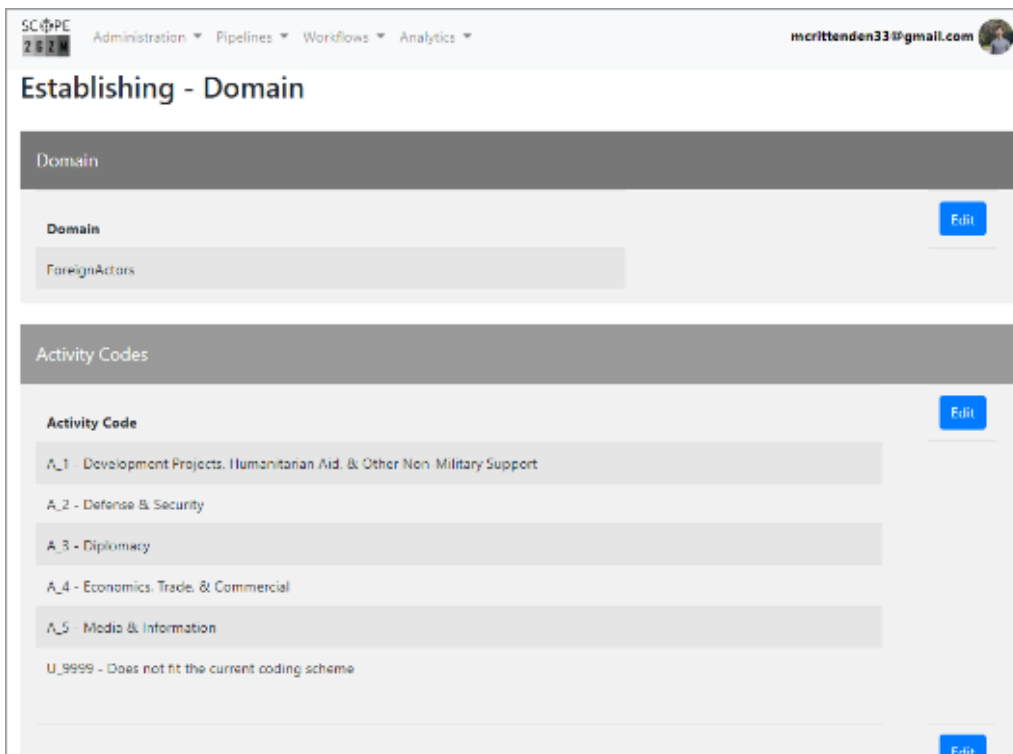 SCOPE
2GZM
Administration Pipelines Workflows Analytics mcrittenden33@gmail.com
Establishing - Domain
Domain
Domain Edit
ForeignActors
Activity Codes
Activity Code Edit
A_1 - Development Projects, Humanitarian Aid, & Other Non-Military Support
A_2 - Defense & Security
A_3 - Diplomacy
A_4 - Economics, Trade, & Commercial
A_5 - Media & Information
U_9999 - Does not fit the current coding scheme
Edit